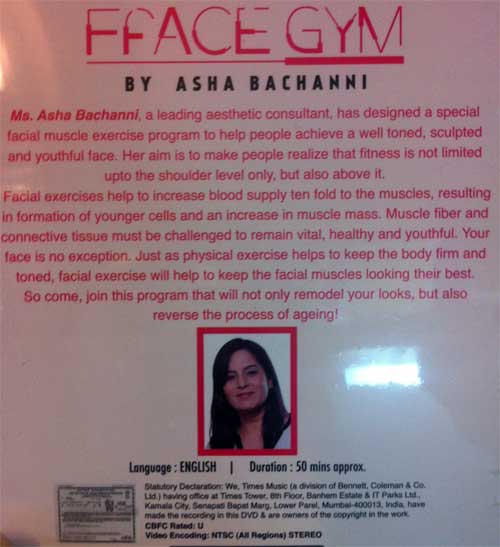 FFACE GYM
BY ASHA BACHANNI
Ms. Asha Bachanni, a leading aesthetic consultant, has designed a special
facial muscle exercise program to help people achieve a well toned, sculpted
and youthful face. Her aim is to make people realize that fitness is not limited
upto the shoulder level only, but also above it.
Facial exercises help to increase blood supply ten fold to the muscles, resulting
in formation of younger cells and an increase in muscle mass. Muscle fiber and
connective tissue must be challenged to remain vital, healthy and youthful. Your
face is no exception. Just as physical exercise helps to keep the body firm and
toned, facial exercise will help to keep the facial muscles looking their best.
So come, join this program that will not only remodel your looks, but also
reverse the process of ageing!
Language : ENGLISH | Duration : 50 mins approx.
Statutory Declaration: We, Times Music (a division of Bennett, Coleman & Co.
Ltd.) having office at Times Tower, 8th Floor, Banhem Estate & IT Parks Ltd.,
Kamala City, Senapati Bapat Marg, Lower Parel, Mumbai-400013, India, have
made the recording in this DVD & are owners of the copyright in the work.
CBFC Rated: U
Video Encoding: NTSC (All Regions) STEREO